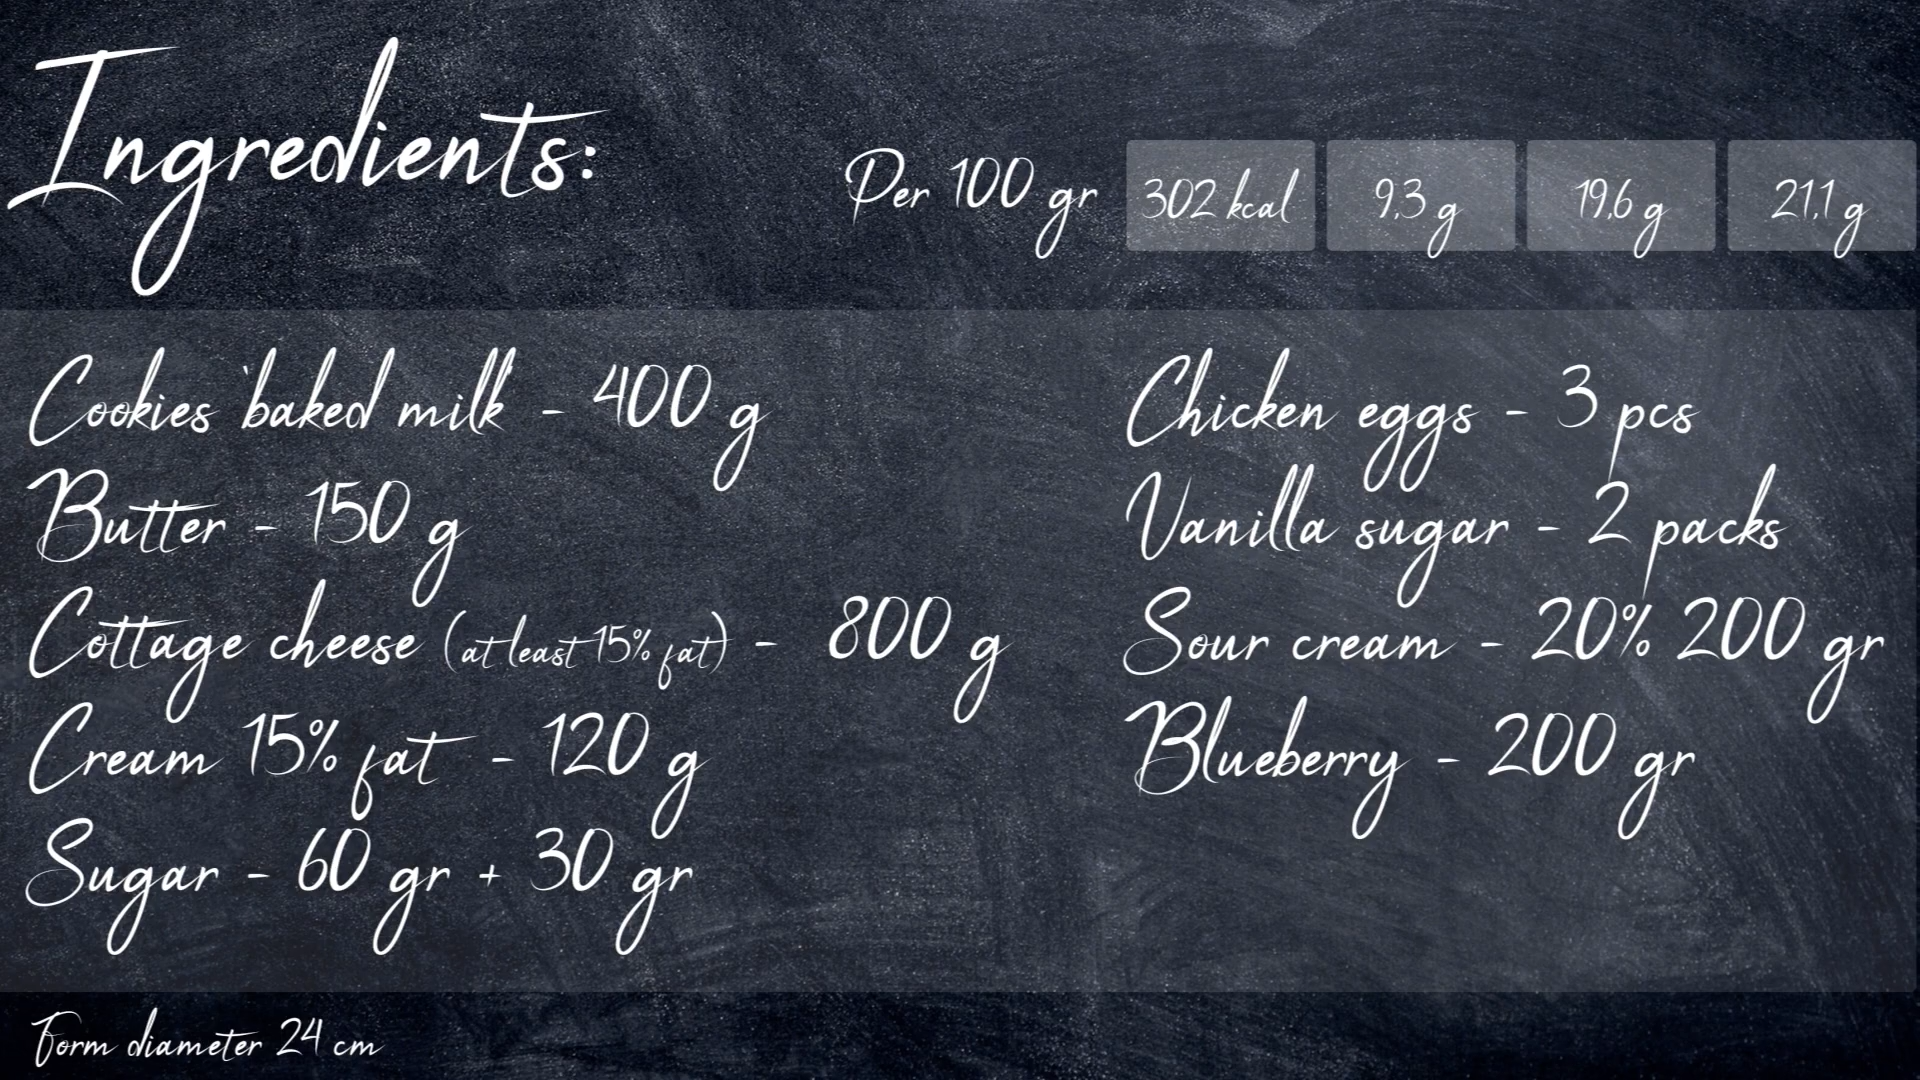 Ingredients:
Per 100 gr 302 kcal 9,3 g 19,6 g 21,1 g
Cookies 'baked milk' - 400 g
Butter - 150 g
Cottage cheese (at least 15% fat) - 800 g
Cream 15% fat - 120 g
Sugar - 60 gr + 30 gr
Chicken eggs - 3 pcs
Vanilla sugar - 2 packs
Sour cream - 20% 200 gr
Blueberry - 200 gr
Form diameter 24 cm